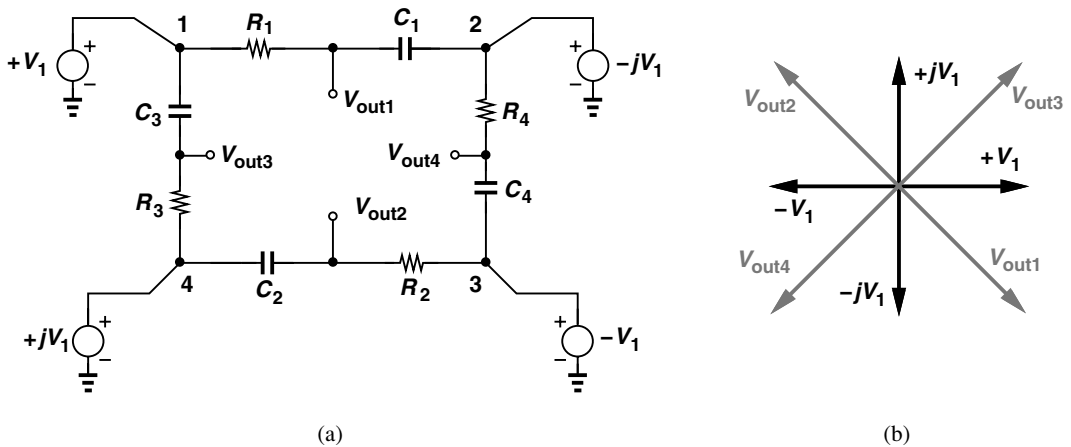 1
R1
C1
2
+V1
+
−
−jV1
+
−
Vout1
C3
R4
Vout3
Vout4
R3
C4
Vout2
4
C2
R2
3
+jV1
+
−
−V1
+
−
(a)
+jV1
Vout2
Vout3
+V1
−V1
Vout4
Vout1
−jV1
(b)